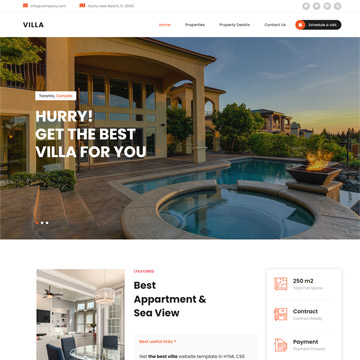 info@company.com
Sunny Isles Beach, FL 33160
VILLA
Home
Properties
Property Details
Contact Us
Schedule a visit
Toronto, Canada
HURRY!
GET THE BEST
VILLA FOR YOU
| FEATURED
Best
Appartment &
Sea View
Best useful links ?
Get the best villa website template in HTML CSS
250 m2
Total Flat Space
Contract
Contract Ready
Payment
Payment Process